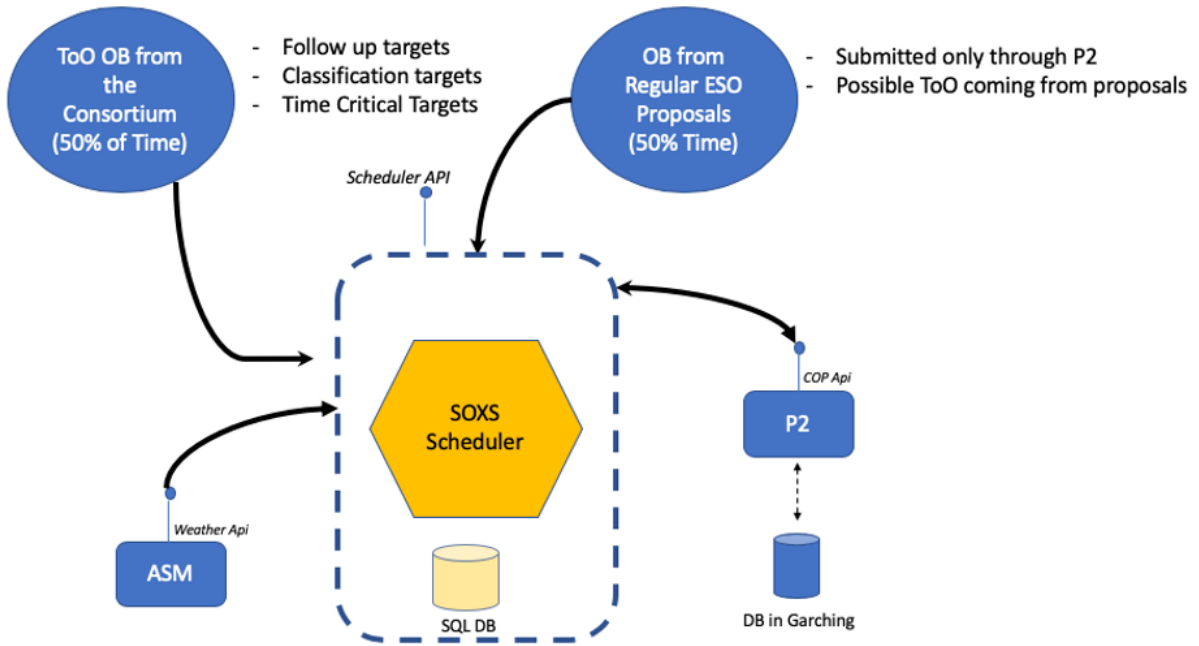 ToO OB from
the
Consortium
(50% of Time)
- Follow up targets
- Classification targets
- Time Critical Targets
OB from
Regular ESO
Proposals
(50% Time)
- Submitted only through P2
- Possible ToO coming from proposals
Scheduler API
SOXS
Scheduler
SQL DB
Weather Api
ASM
COP Api
P2
DB in Garching